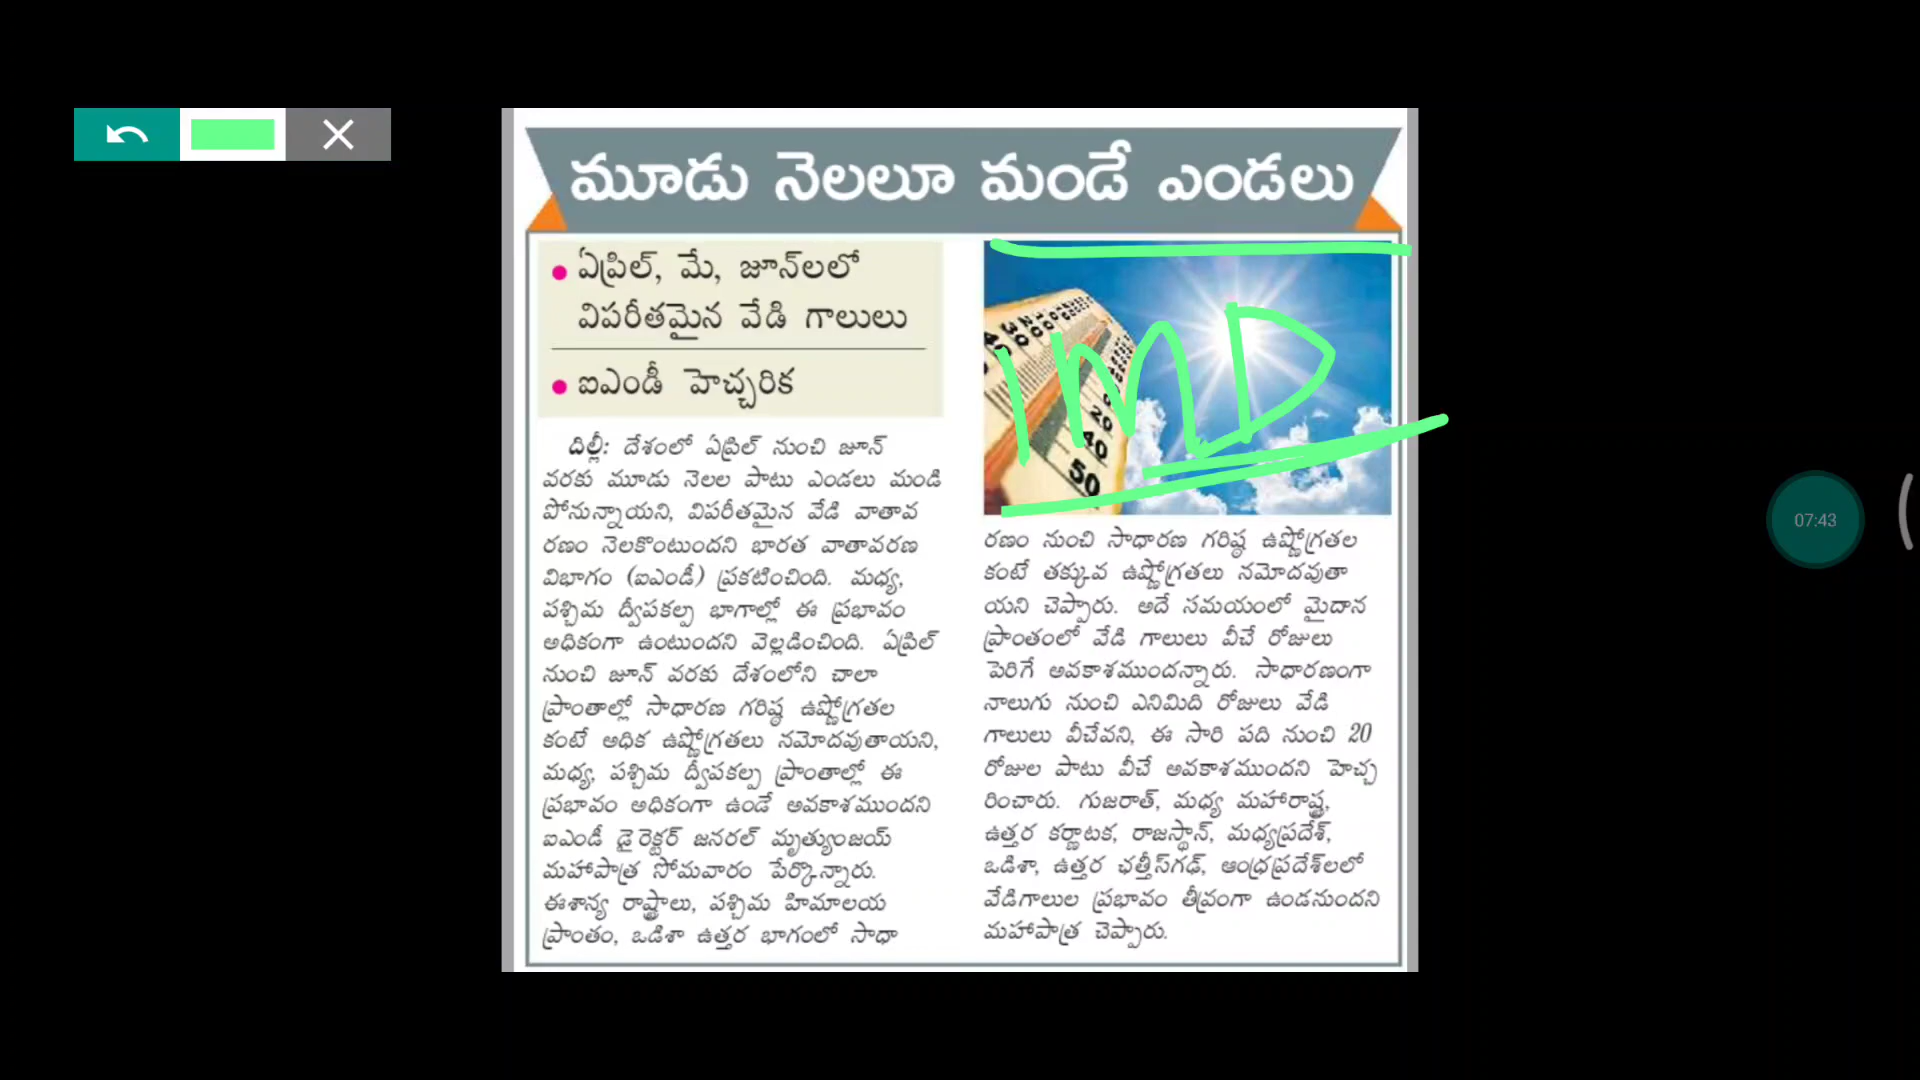 మూడు నెలలూ మండే ఎండలు
• ఏప్రిల్, మే, జూన్‌లలో
విపరీతమైన వేడి గాలులు
• ఐఎండీ హెచ్చరిక
దిల్లీ: దేశంలో ఏప్రిల్ నుంచి జూన్
వరకు మూడు నెలల పాటు ఎండలు మండి
పోనున్నాయని, విపరీతమైన వేడి వాతావ
రణం నెలకొంటుందని భారత వాతావరణ
విభాగం (ఐఎండీ) ప్రకటించింది. మధ్య,
పశ్చిమ ద్వీపకల్ప భాగాల్లో ఈ ప్రభావం
అధికంగా ఉంటుందని వెల్లడించింది. ఏప్రిల్
నుంచి జూన్ వరకు దేశంలోని చాలా
ప్రాంతాల్లో సాధారణ గరిష్ఠ ఉష్ణోగ్రతల
కంటే అధిక ఉష్ణోగ్రతలు నమోదవుతాయని,
మధ్య, పశ్చిమ ద్వీపకల్ప ప్రాంతాల్లో ఈ
ప్రభావం అధికంగా ఉండే అవకాశముందని
ఐఎండీ డైరెక్టర్ జనరల్ మృత్యుంజయ్
మహాపాత్ర సోమవారం పేర్కొన్నారు.
ఈశాన్య రాష్ట్రాలు, పశ్చిమ హిమాలయ
ప్రాంతం, ఒడిశా ఉత్తర భాగంలో సాధా
IMD
20
40
50
రణం నుంచి సాధారణ గరిష్ఠ ఉష్ణోగ్రతల
కంటే తక్కువ ఉష్ణోగ్రతలు నమోదవుతా
యని చెప్పారు. అదే సమయంలో మైదాన
ప్రాంతంలో వేడి గాలులు వీచే రోజులు
పెరిగే అవకాశముందన్నారు. సాధారణంగా
నాలుగు నుంచి ఎనిమిది రోజులు వేడి
గాలులు వీచేవని, ఈ సారి పది నుంచి 20
రోజుల పాటు వీచే అవకాశముందని హెచ్చ
రించారు. గుజరాత్, మధ్య మహారాష్ట్ర,
ఉత్తర కర్ణాటక, రాజస్థాన్, మధ్యప్రదేశ్,
ఒడిశా, ఉత్తర ఛత్తీస్‌గఢ్, ఆంధ్రప్రదేశ్‌లలో
వేడిగాలుల ప్రభావం తీవ్రంగా ఉండనుందని
మహాపాత్ర చెప్పారు.
07:43